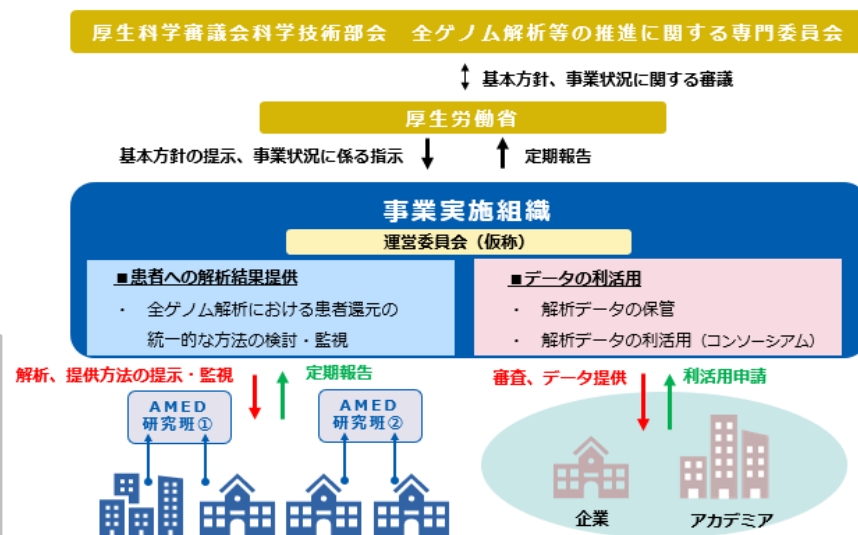 厚生科学審議会科学技術部会　全ゲノム解析等の推進に関する専門委員会
基本方針、事業状況に関する審議
厚生労働省
基本方針の提示、事業状況に係る指示
定期報告
事業実施組織
運営委員会（仮称）
■患者への解析結果提供
・　全ゲノム解析における患者還元の
統一的な方法の検討・監視
■データの利活用
・　解析データの保管
・　解析データの利活用（コンソーシアム）
解析、提供方法の提示・監視
定期報告
審査、データ提供
利活用申請
AMED
研究班①
AMED
研究班②
企業
アカデミア